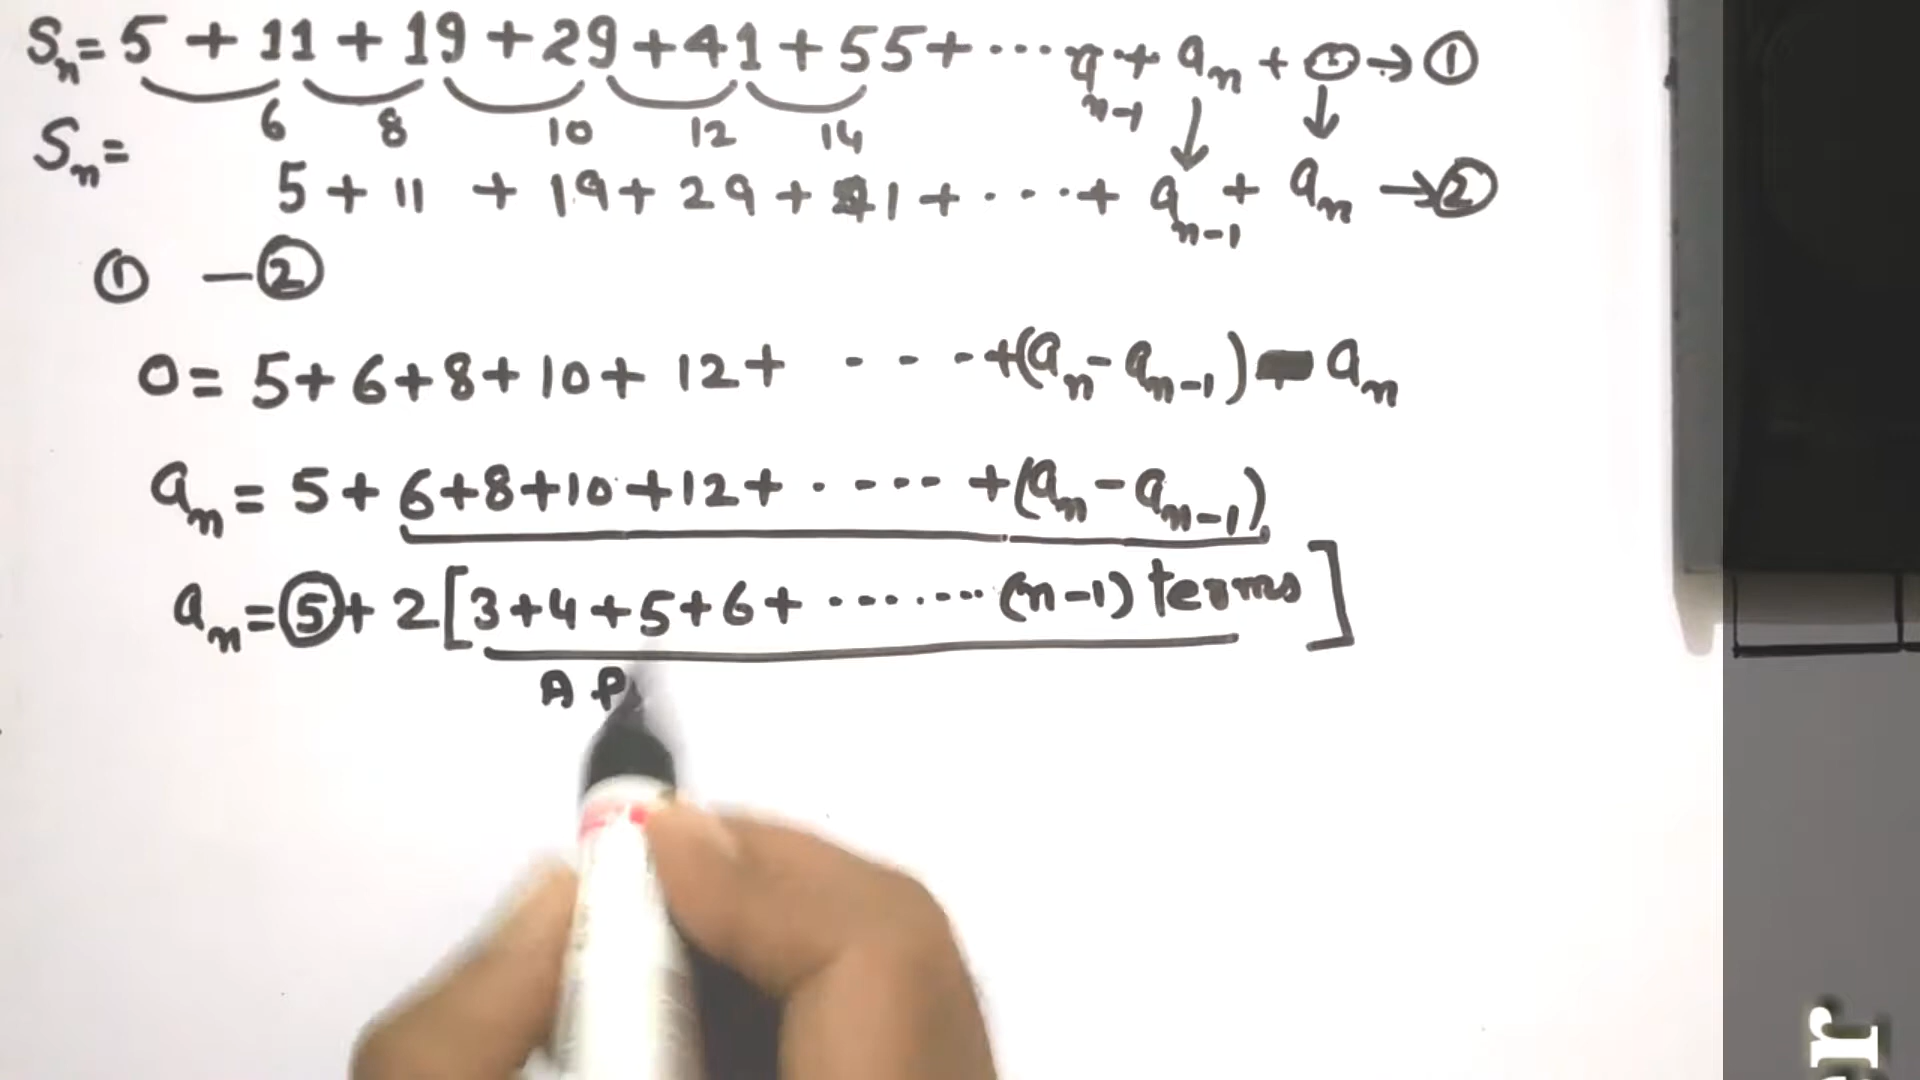 Sn = 5 + 11 + 19 + 29 + 41 + 55 + ··· an-1 + an + → ①
6 8 10 12 14
Sn =
5 + 11 + 19 + 29 + 41 + ··· + an-1 + an → ②
① - ②
0 = 5 + 6 + 8 + 10 + 12 + ---- + (an - an-1) - an
an = 5 + 6 + 8 + 10 + 12 + ····· + (an - an-1)
an = 5 + 2 [3 + 4 + 5 + 6 + ········ (n-1) terms]
A P
r